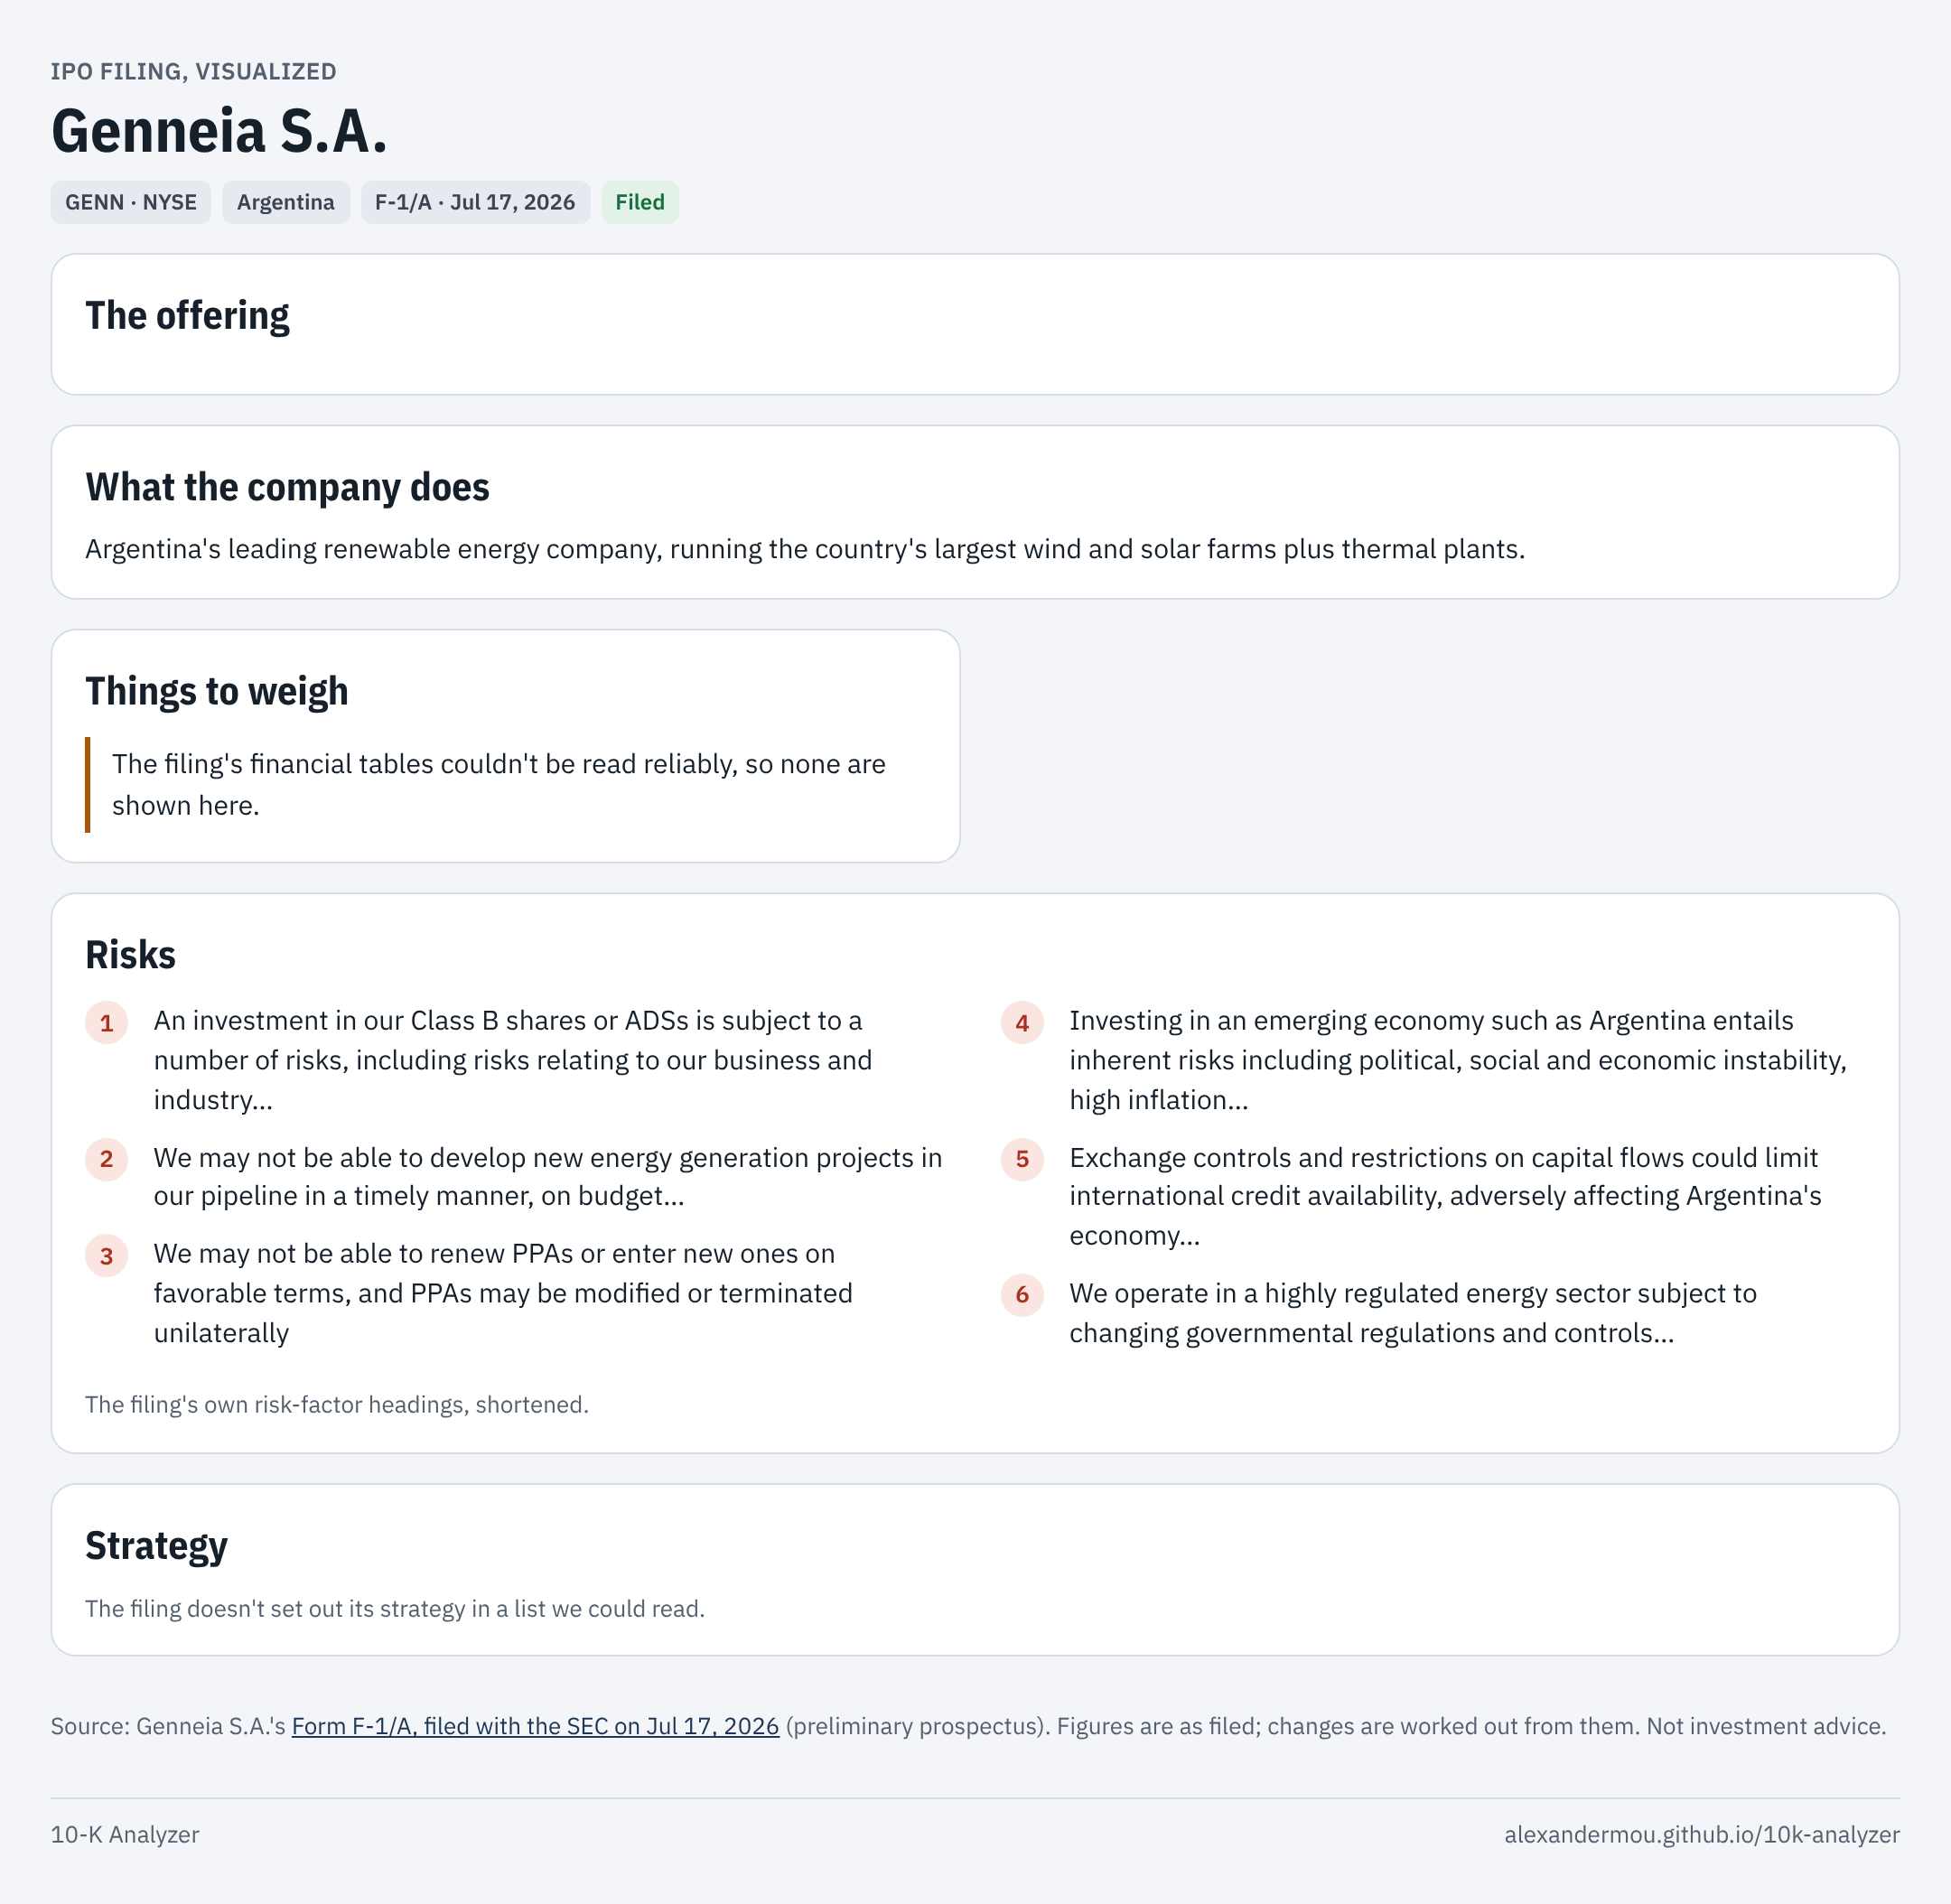 IPO FILING, VISUALIZED
Genneia S.A.
GENN · NYSE
Argentina
F-1/A · Jul 17, 2026
Filed
The offering
What the company does
Argentina's leading renewable energy company, running the country's largest wind and solar farms plus thermal plants.
Things to weigh
The filing's financial tables couldn't be read reliably, so none are
shown here.
Risks
1
An investment in our Class B shares or ADSs is subject to a
number of risks, including risks relating to our business and
industry...
2
We may not be able to develop new energy generation projects in
our pipeline in a timely manner, on budget...
3
We may not be able to renew PPAs or enter new ones on
favorable terms, and PPAs may be modified or terminated
unilaterally
4
Investing in an emerging economy such as Argentina entails
inherent risks including political, social and economic instability,
high inflation...
5
Exchange controls and restrictions on capital flows could limit
international credit availability, adversely affecting Argentina's
economy...
6
We operate in a highly regulated energy sector subject to
changing governmental regulations and controls...
The filing's own risk-factor headings, shortened.
Strategy
The filing doesn't set out its strategy in a list we could read.
Source: Genneia S.A.'s Form F-1/A, filed with the SEC on Jul 17, 2026 (preliminary prospectus). Figures are as filed; changes are worked out from them. Not investment advice.
10-K Analyzer
alexandermou.github.io/10k-analyzer